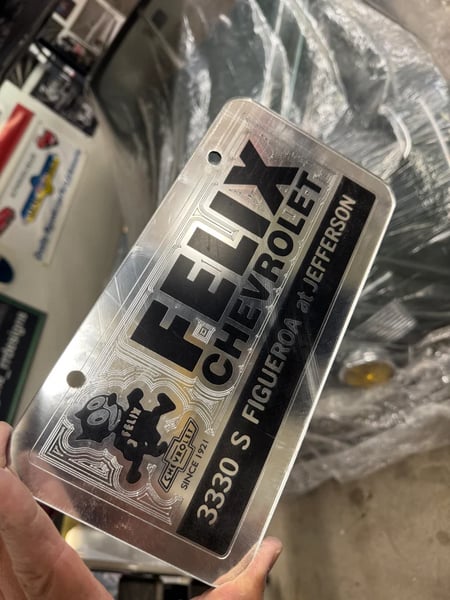 FELIX
CHEVROLET
3330 S FIGUEROA at JEFFERSON
FELIX
CHEVROLET
SINCE 1921